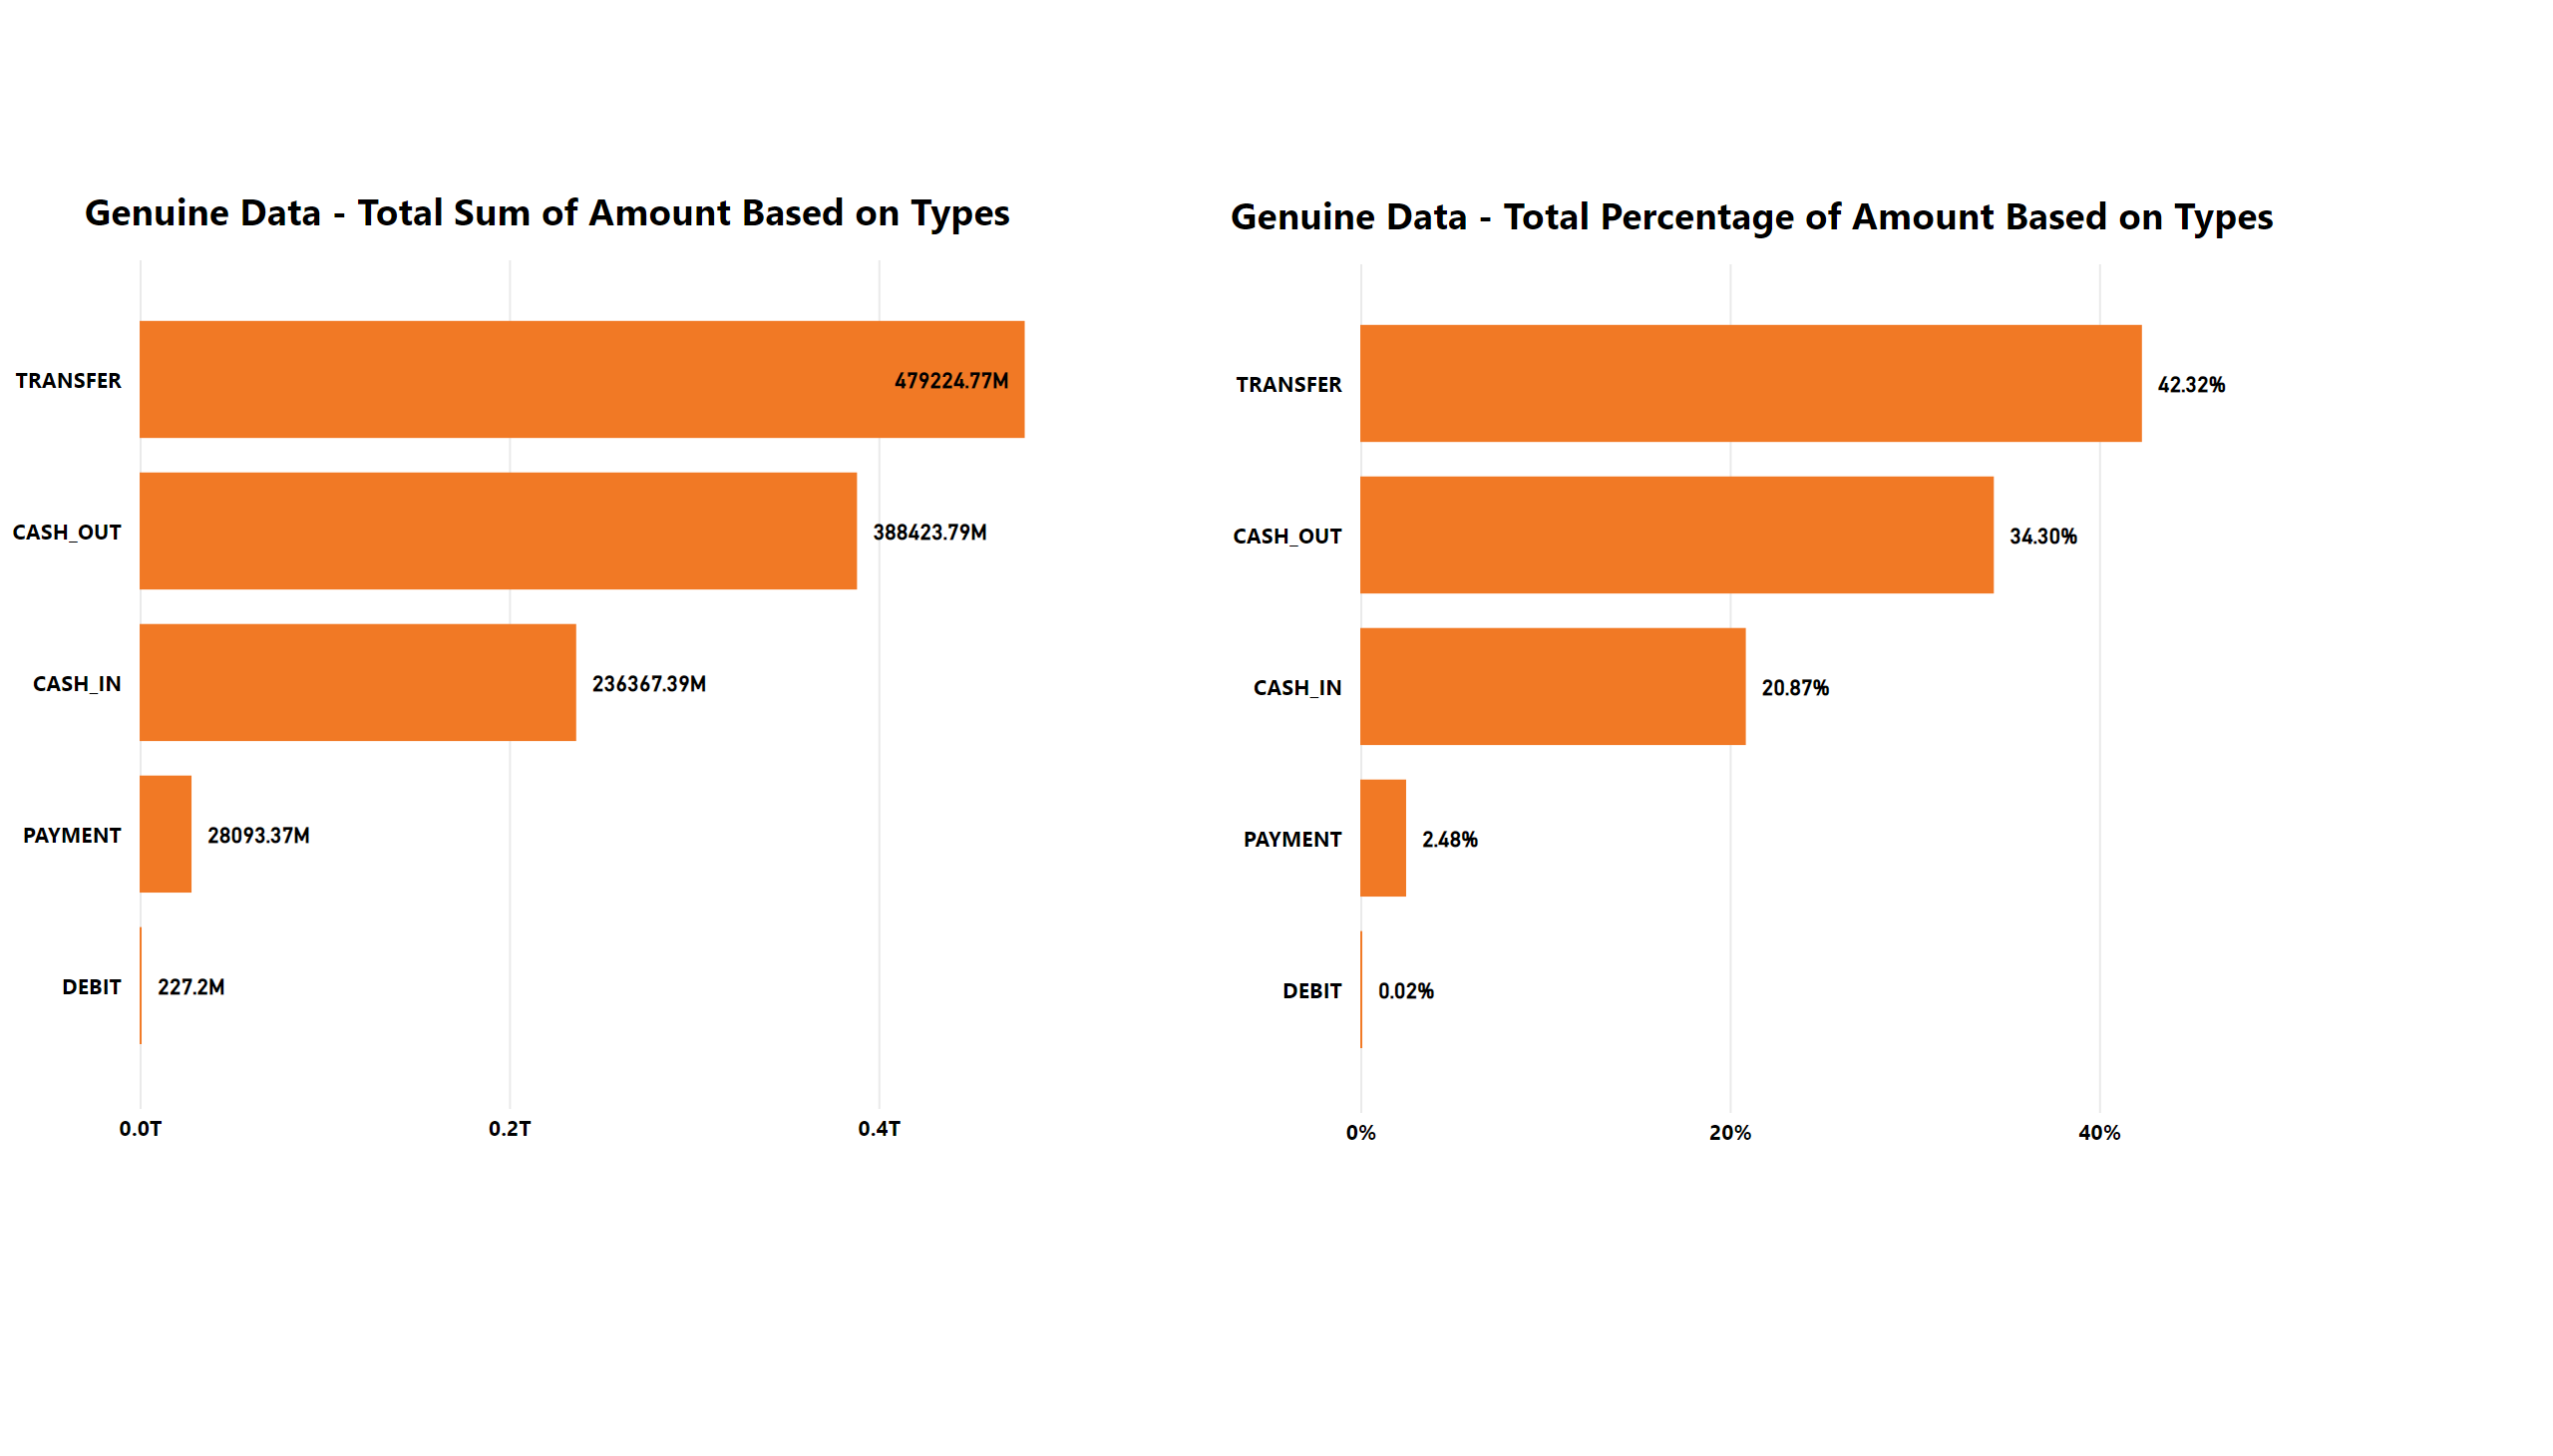 Genuine Data - Total Sum of Amount Based on Types
TRANSFER 479224.77M
CASH_OUT 388423.79M
CASH_IN 236367.39M
PAYMENT 28093.37M
DEBIT 227.2M
0.0T 0.2T 0.4T
Genuine Data - Total Percentage of Amount Based on Types
TRANSFER 42.32%
CASH_OUT 34.30%
CASH_IN 20.87%
PAYMENT 2.48%
DEBIT 0.02%
0% 20% 40%